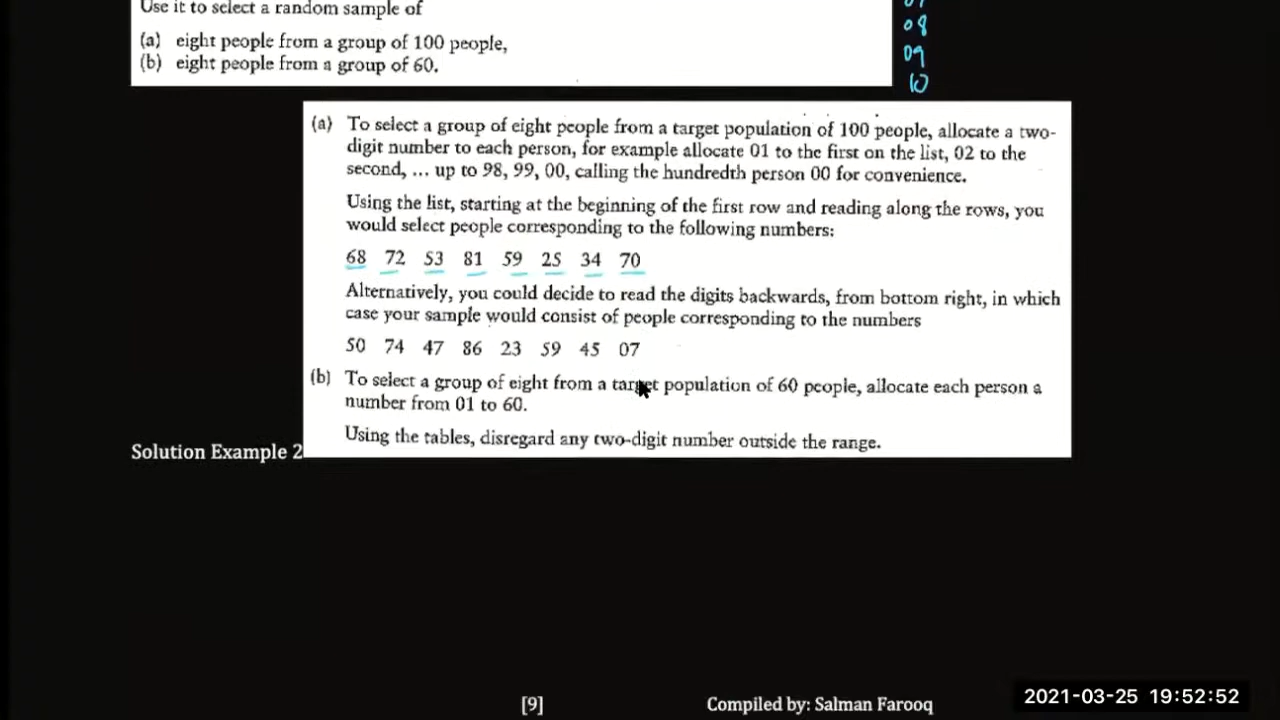 Use it to select a random sample of
(a) eight people from a group of 100 people,
(b) eight people from a group of 60.
08
09
10
(a) To select a group of eight people from a target population of 100 people, allocate a two-
digit number to each person, for example allocate 01 to the first on the list, 02 to the
second, ... up to 98, 99, 00, calling the hundredth person 00 for convenience.
Using the list, starting at the beginning of the first row and reading along the rows, you
would select people corresponding to the following numbers:
68 72 53 81 59 25 34 70
Alternatively, you could decide to read the digits backwards, from bottom right, in which
case your sample would consist of people corresponding to the numbers
50 74 47 86 23 59 45 07
(b) To select a group of eight from a target population of 60 people, allocate each person a
number from 01 to 60.
Using the tables, disregard any two-digit number outside the range.
Solution Example 2
[9]
Compiled by: Salman Farooq
2021-03-25 19:52:52